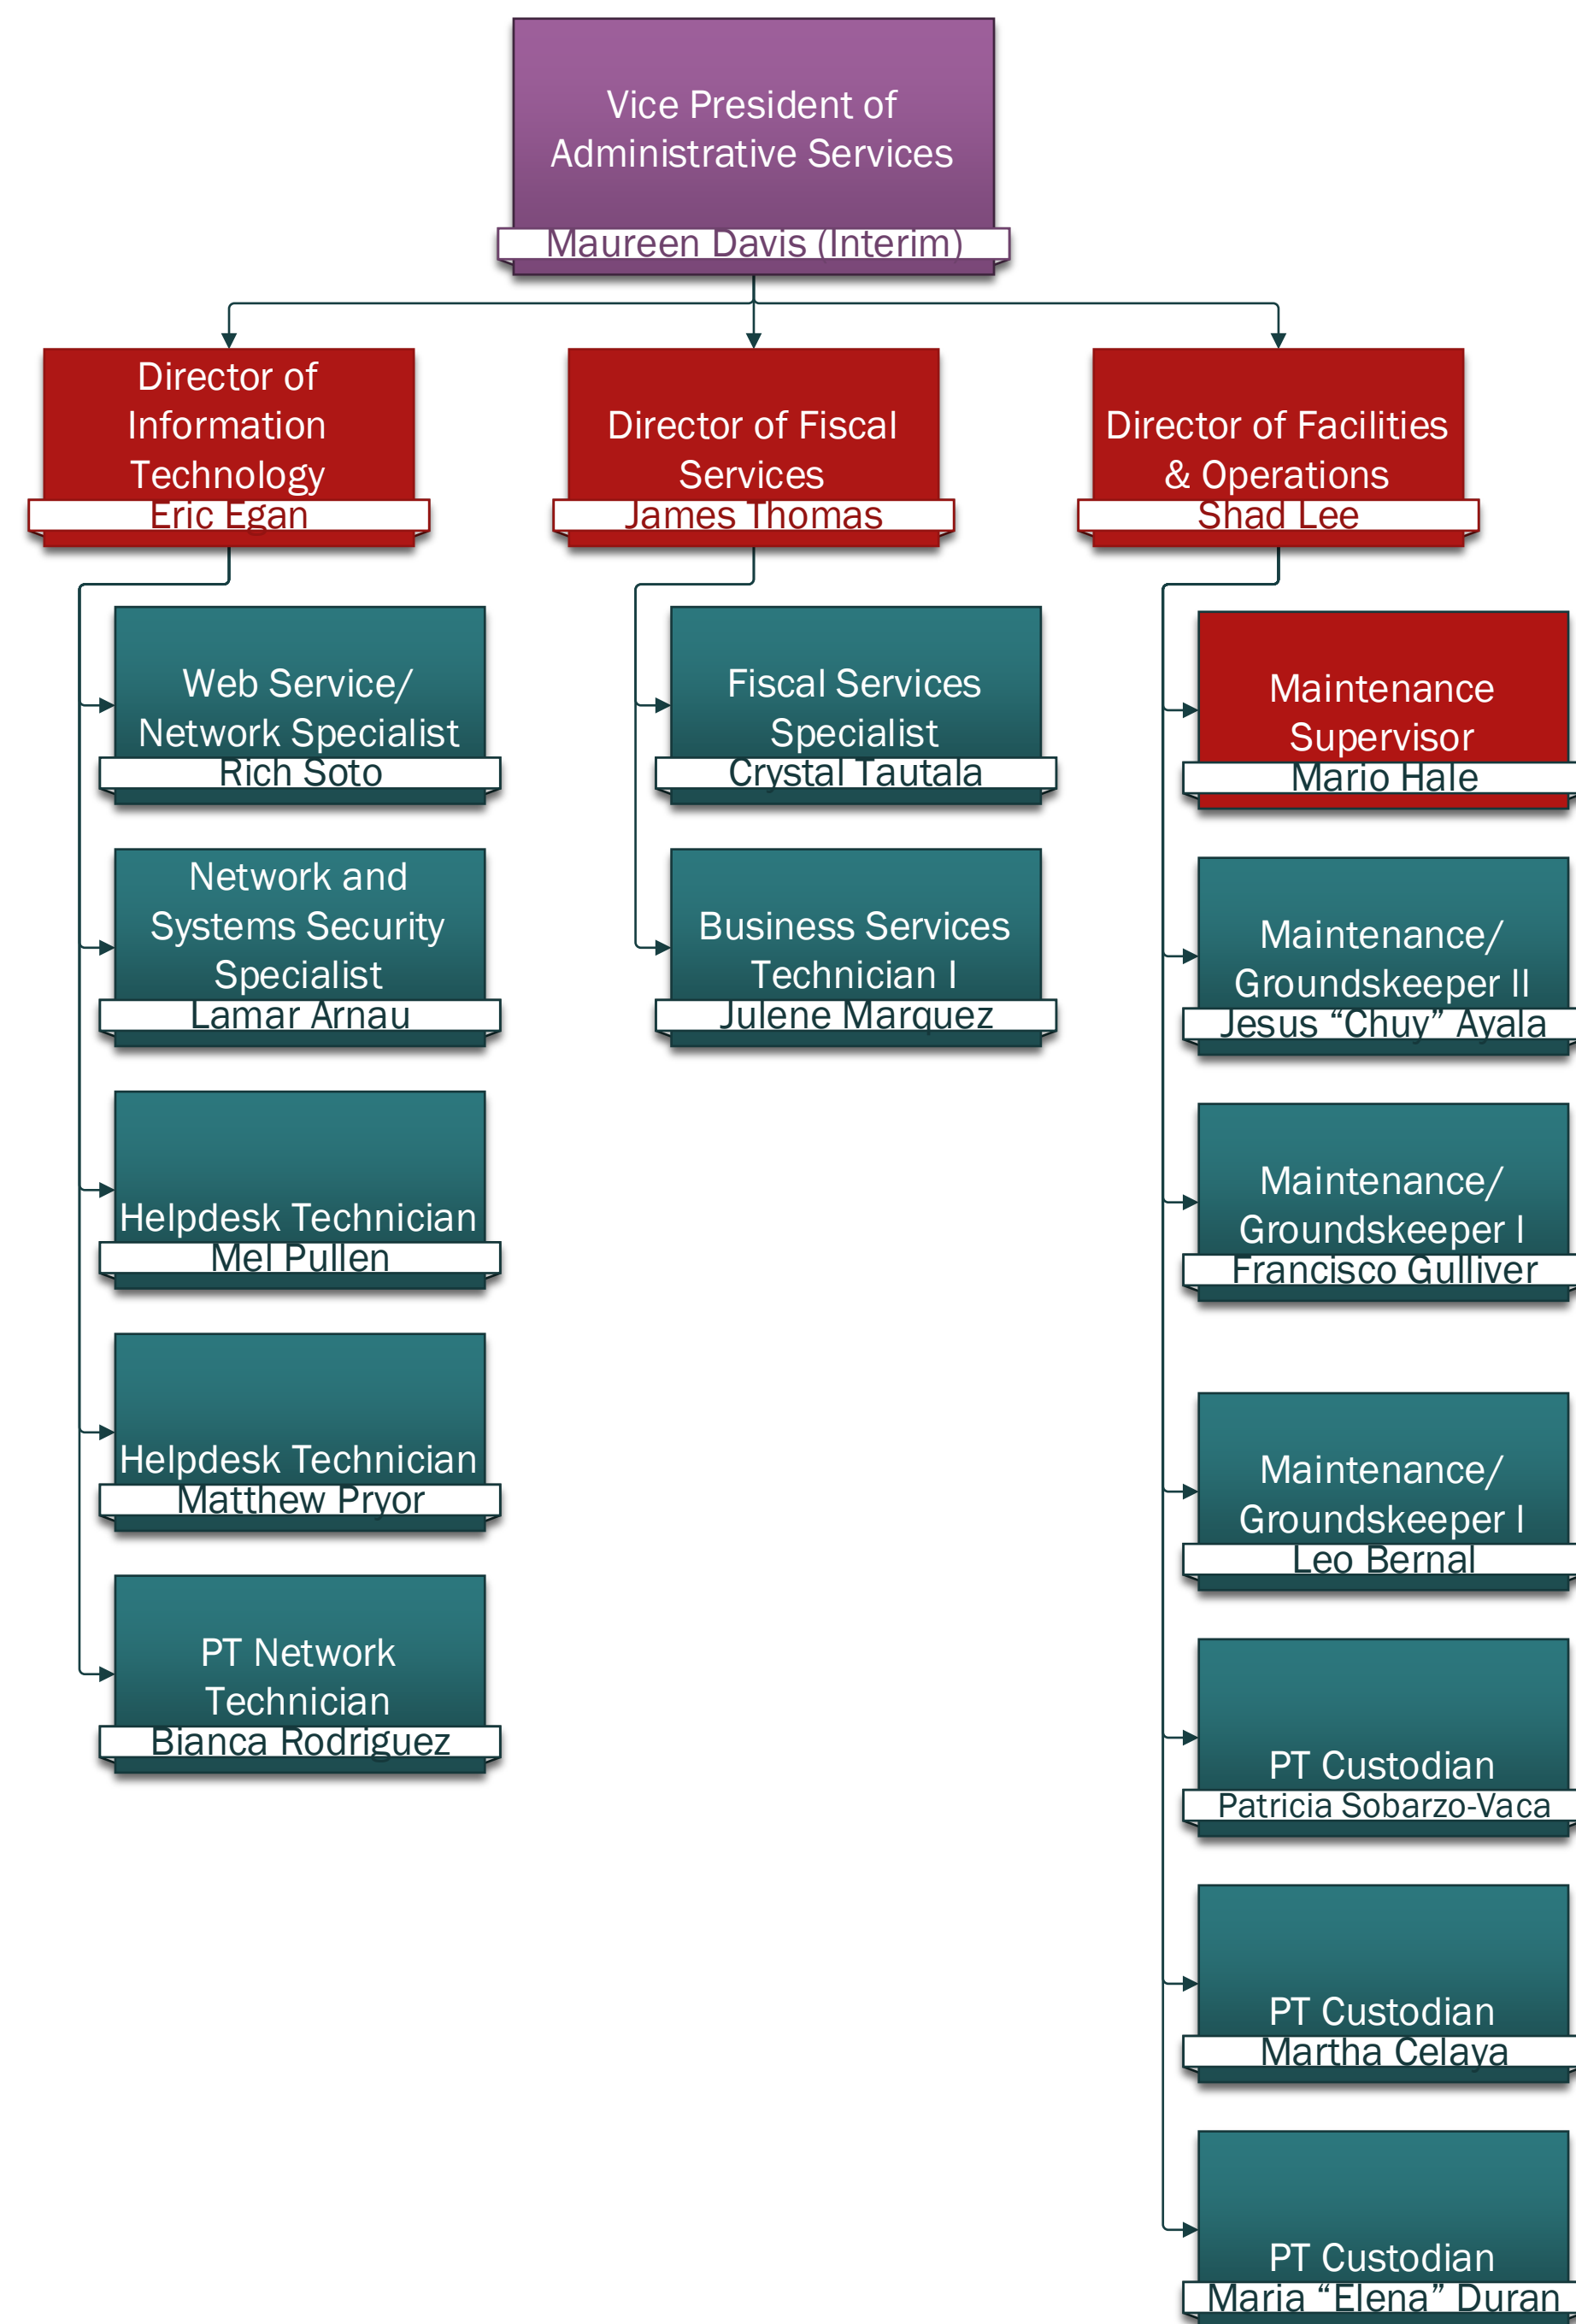 Vice President of
Administrative Services
Maureen Davis (Interim)
Director of
Information
Technology
Eric Egan
Director of Fiscal
Services
James Thomas
Director of Facilities
& Operations
Shad Lee
Web Service/
Network Specialist
Rich Soto
Network and
Systems Security
Specialist
Lamar Arnau
Helpdesk Technician
Mel Pullen
Helpdesk Technician
Matthew Pryor
PT Network
Technician
Bianca Rodriguez
Fiscal Services
Specialist
Crystal Tautala
Business Services
Technician I
Julene Marquez
Maintenance
Supervisor
Mario Hale
Maintenance/
Groundskeeper II
Jesus “Chuy” Ayala
Maintenance/
Groundskeeper I
Francisco Gulliver
Maintenance/
Groundskeeper I
Leo Bernal
PT Custodian
Patricia Sobarzo-Vaca
PT Custodian
Martha Celaya
PT Custodian
Maria “Elena” Duran